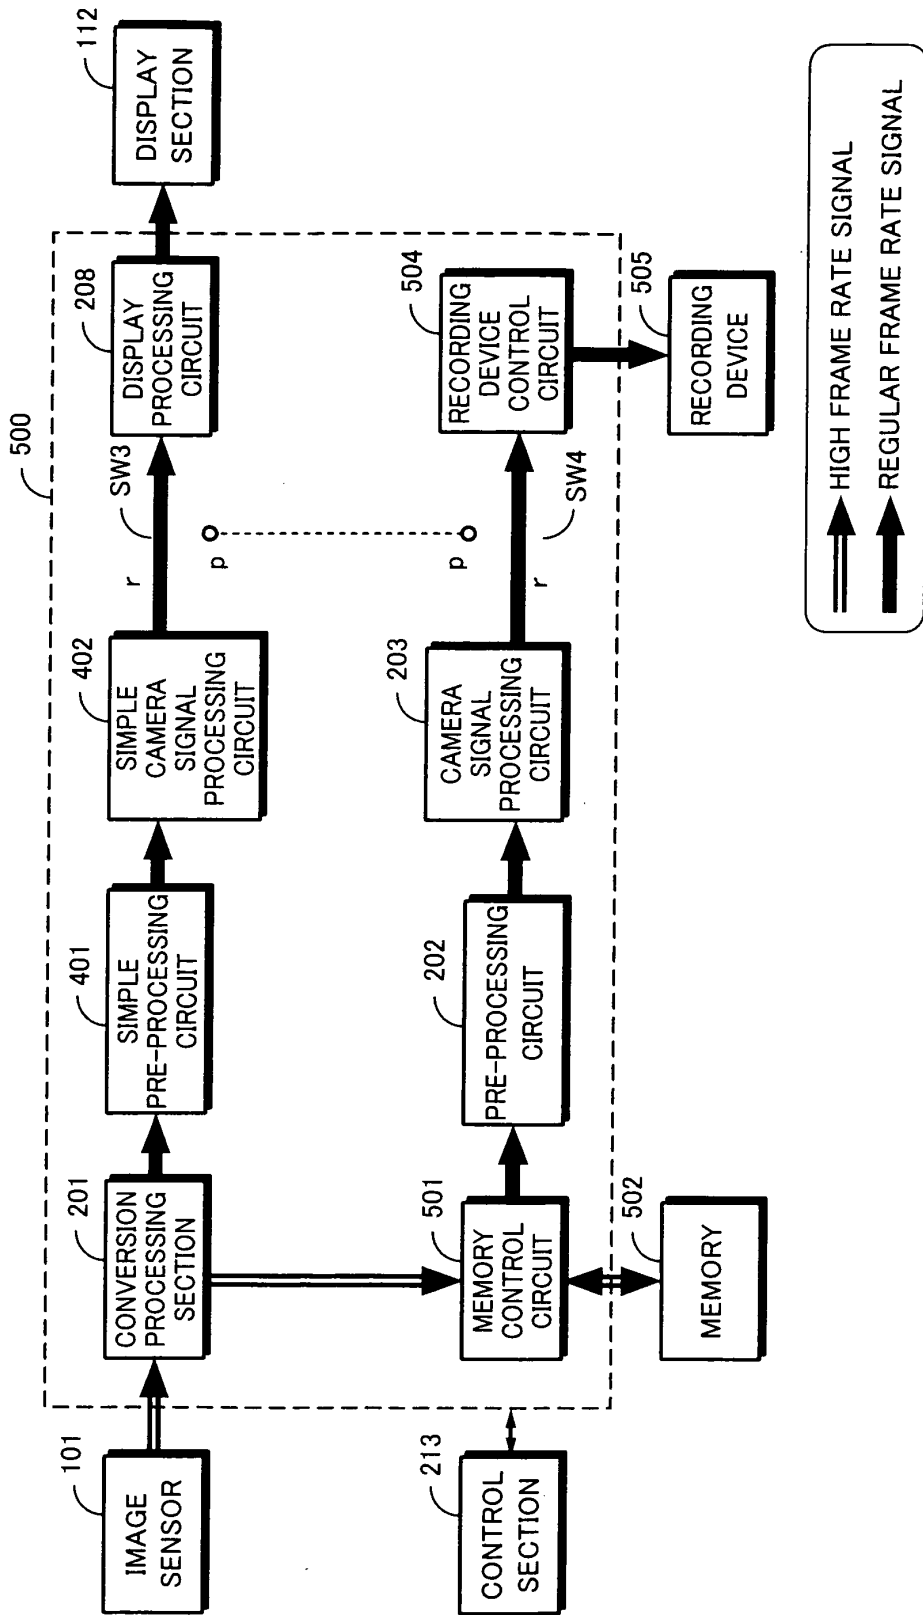 101
IMAGE
SENSOR
201
CONVERSION
PROCESSING
SECTION
401
SIMPLE
PRE-PROCESSING
CIRCUIT
402
SIMPLE
CAMERA
SIGNAL
PROCESSING
CIRCUIT
r
SW3
p
208
DISPLAY
PROCESSING
CIRCUIT
500
112
DISPLAY
SECTION
213
CONTROL
SECTION
501
MEMORY
CONTROL
CIRCUIT
202
PRE-PROCESSING
CIRCUIT
203
CAMERA
SIGNAL
PROCESSING
CIRCUIT
p
r
SW4
504
RECORDING
DEVICE
CONTROL
CIRCUIT
502
MEMORY
505
RECORDING
DEVICE
HIGH FRAME RATE SIGNAL
REGULAR FRAME RATE SIGNAL